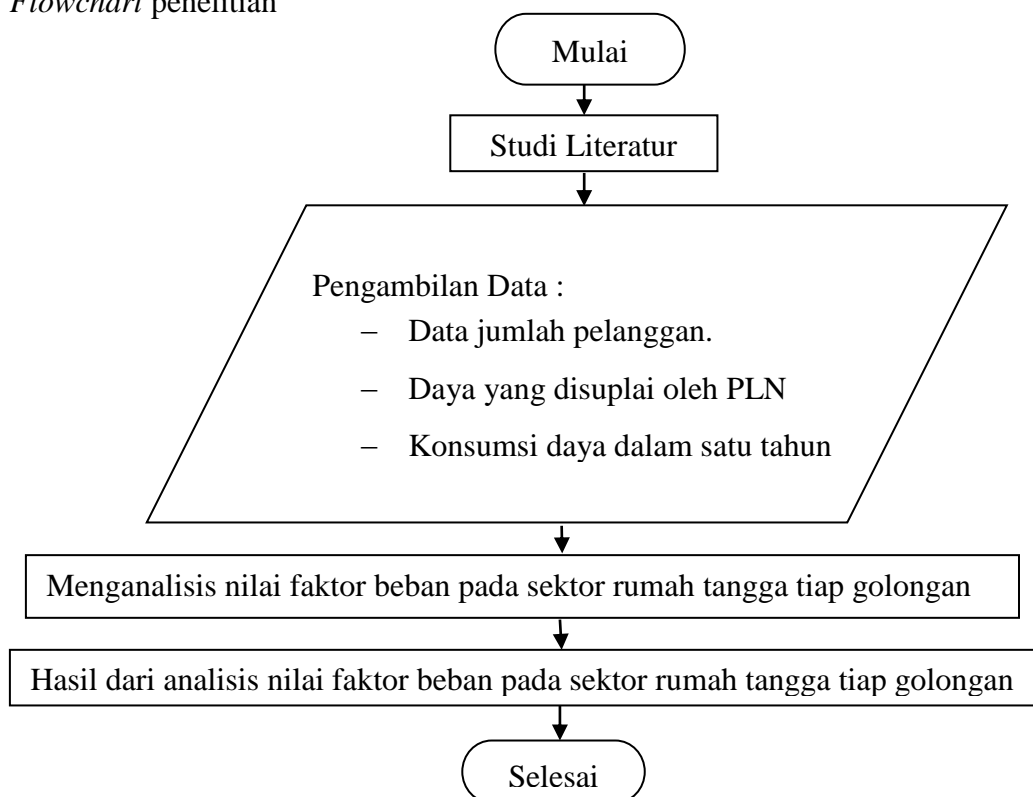 Flowchart penelitian
Mulai
Studi Literatur
Pengambilan Data :
– Data jumlah pelanggan.
– Daya yang disuplai oleh PLN
– Konsumsi daya dalam satu tahun
Menganalisis nilai faktor beban pada sektor rumah tangga tiap golongan
Hasil dari analisis nilai faktor beban pada sektor rumah tangga tiap golongan
Selesai